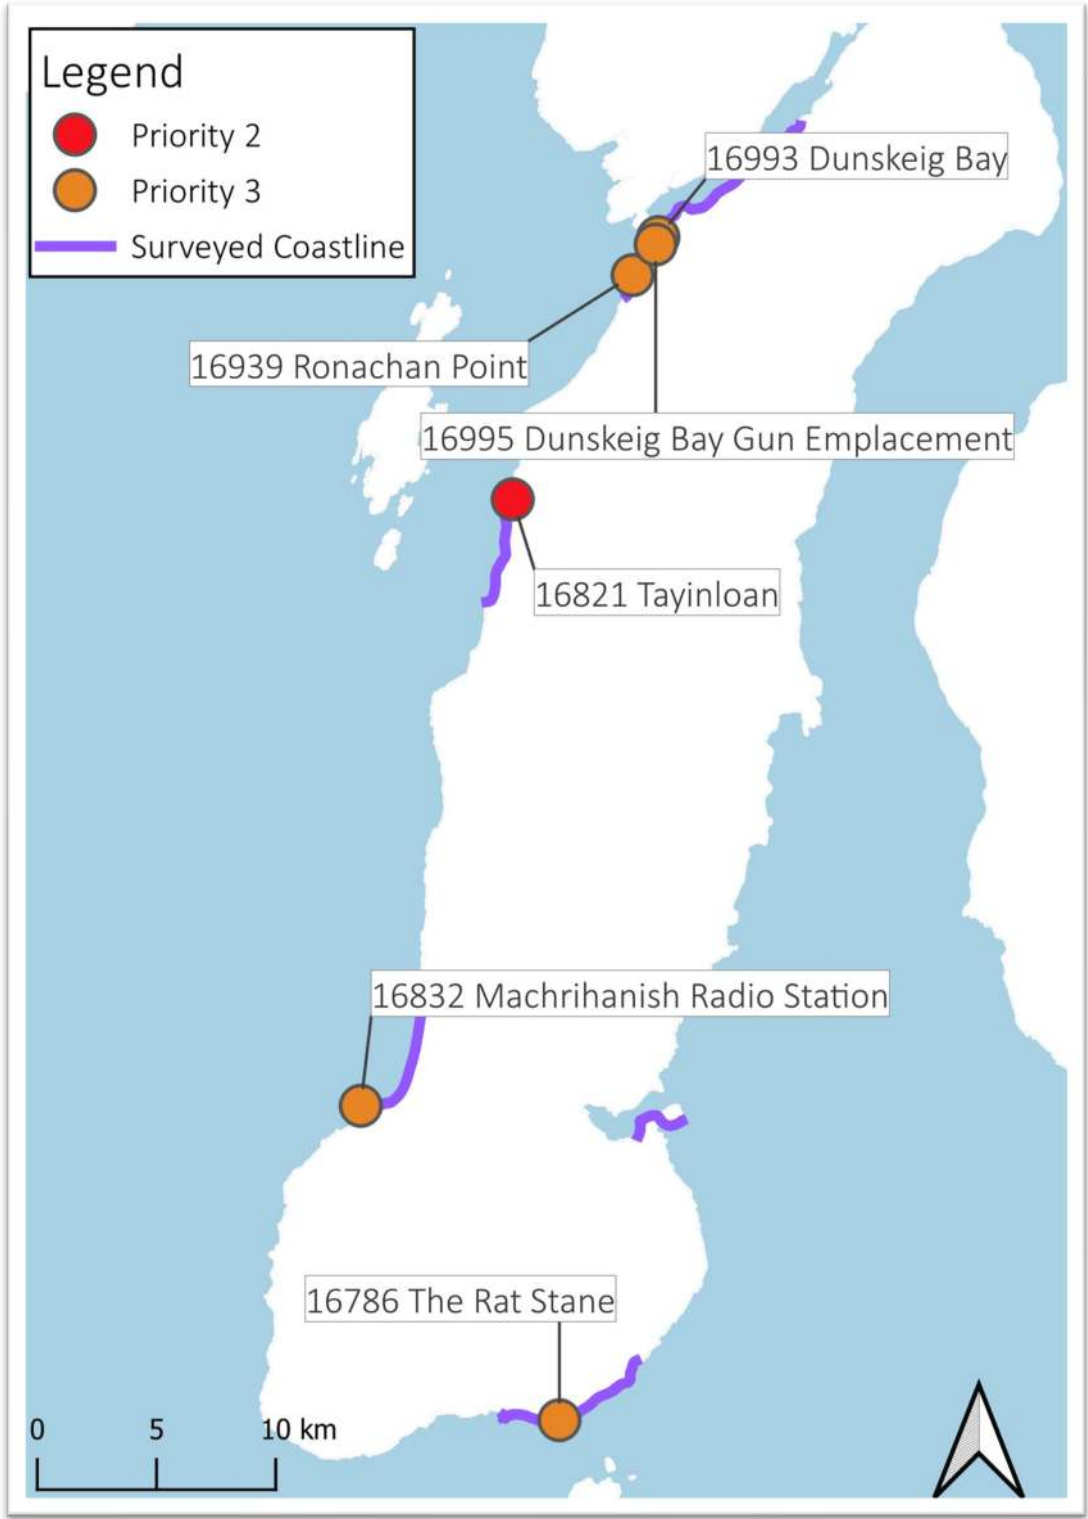 Legend
Priority 2
Priority 3
Surveyed Coastline
16993 Dunskeig Bay
16939 Ronachan Point
16995 Dunskeig Bay Gun Emplacement
16821 Tayinloan
16832 Machrihanish Radio Station
16786 The Rat Stane
0 5 10 km